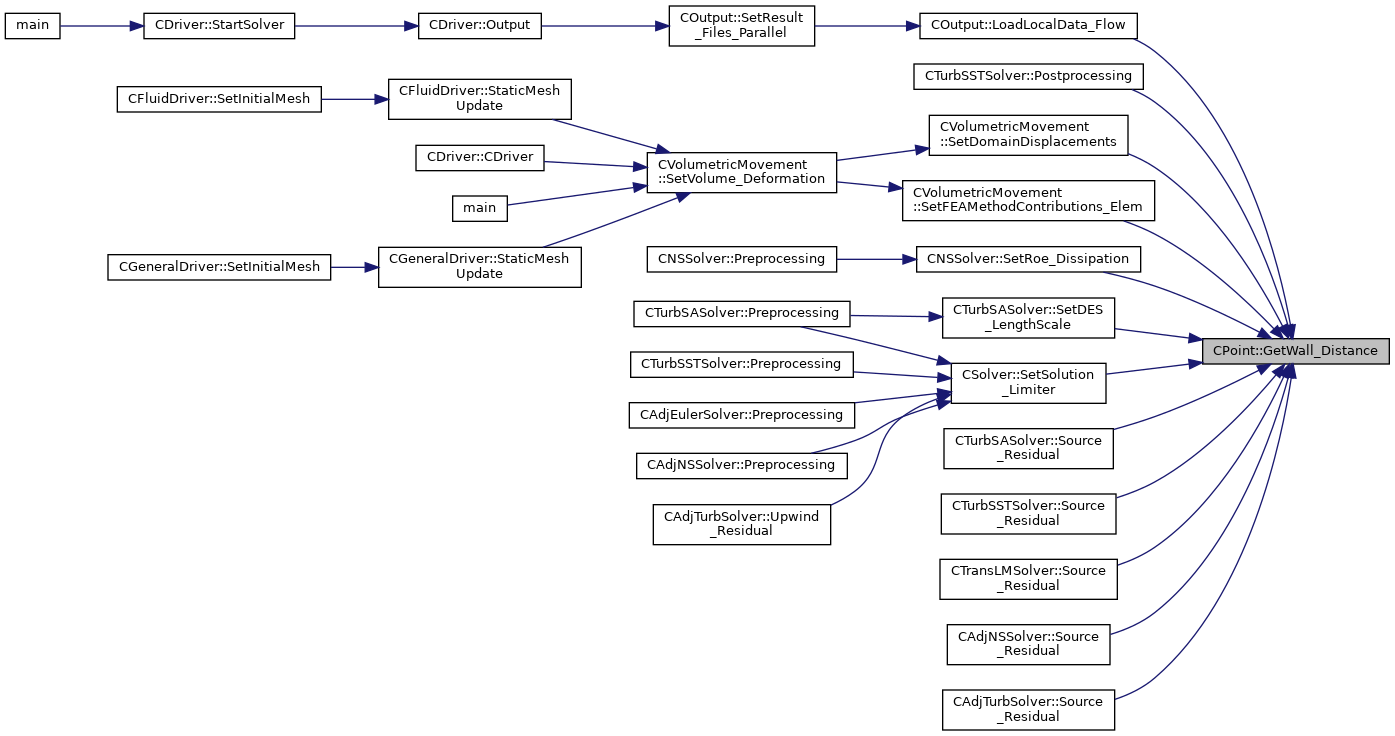 main
CDriver::StartSolver
CDriver::Output
COutput::SetResult
_Files_Parallel
COutput::LoadLocalData_Flow
CTurbSSTSolver::Postprocessing
CFluidDriver::SetInitialMesh
CFluidDriver::StaticMesh
Update
CVolumetricMovement
::SetDomainDisplacements
CDriver::CDriver
CVolumetricMovement
::SetVolume_Deformation
main
CVolumetricMovement
::SetFEAMethodContributions_Elem
CGeneralDriver::SetInitialMesh
CGeneralDriver::StaticMesh
Update
CNSSolver::Preprocessing
CNSSolver::SetRoe_Dissipation
CTurbSASolver::Preprocessing
CTurbSASolver::SetDES
_LengthScale
CPoint::GetWall_Distance
CTurbSSTSolver::Preprocessing
CSolver::SetSolution
_Limiter
CAdjEulerSolver::Preprocessing
CAdjNSSolver::Preprocessing
CTurbSASolver::Source
_Residual
CAdjTurbSolver::Upwind
_Residual
CTurbSSTSolver::Source
_Residual
CTransLMSolver::Source
_Residual
CAdjNSSolver::Source
_Residual
CAdjTurbSolver::Source
_Residual